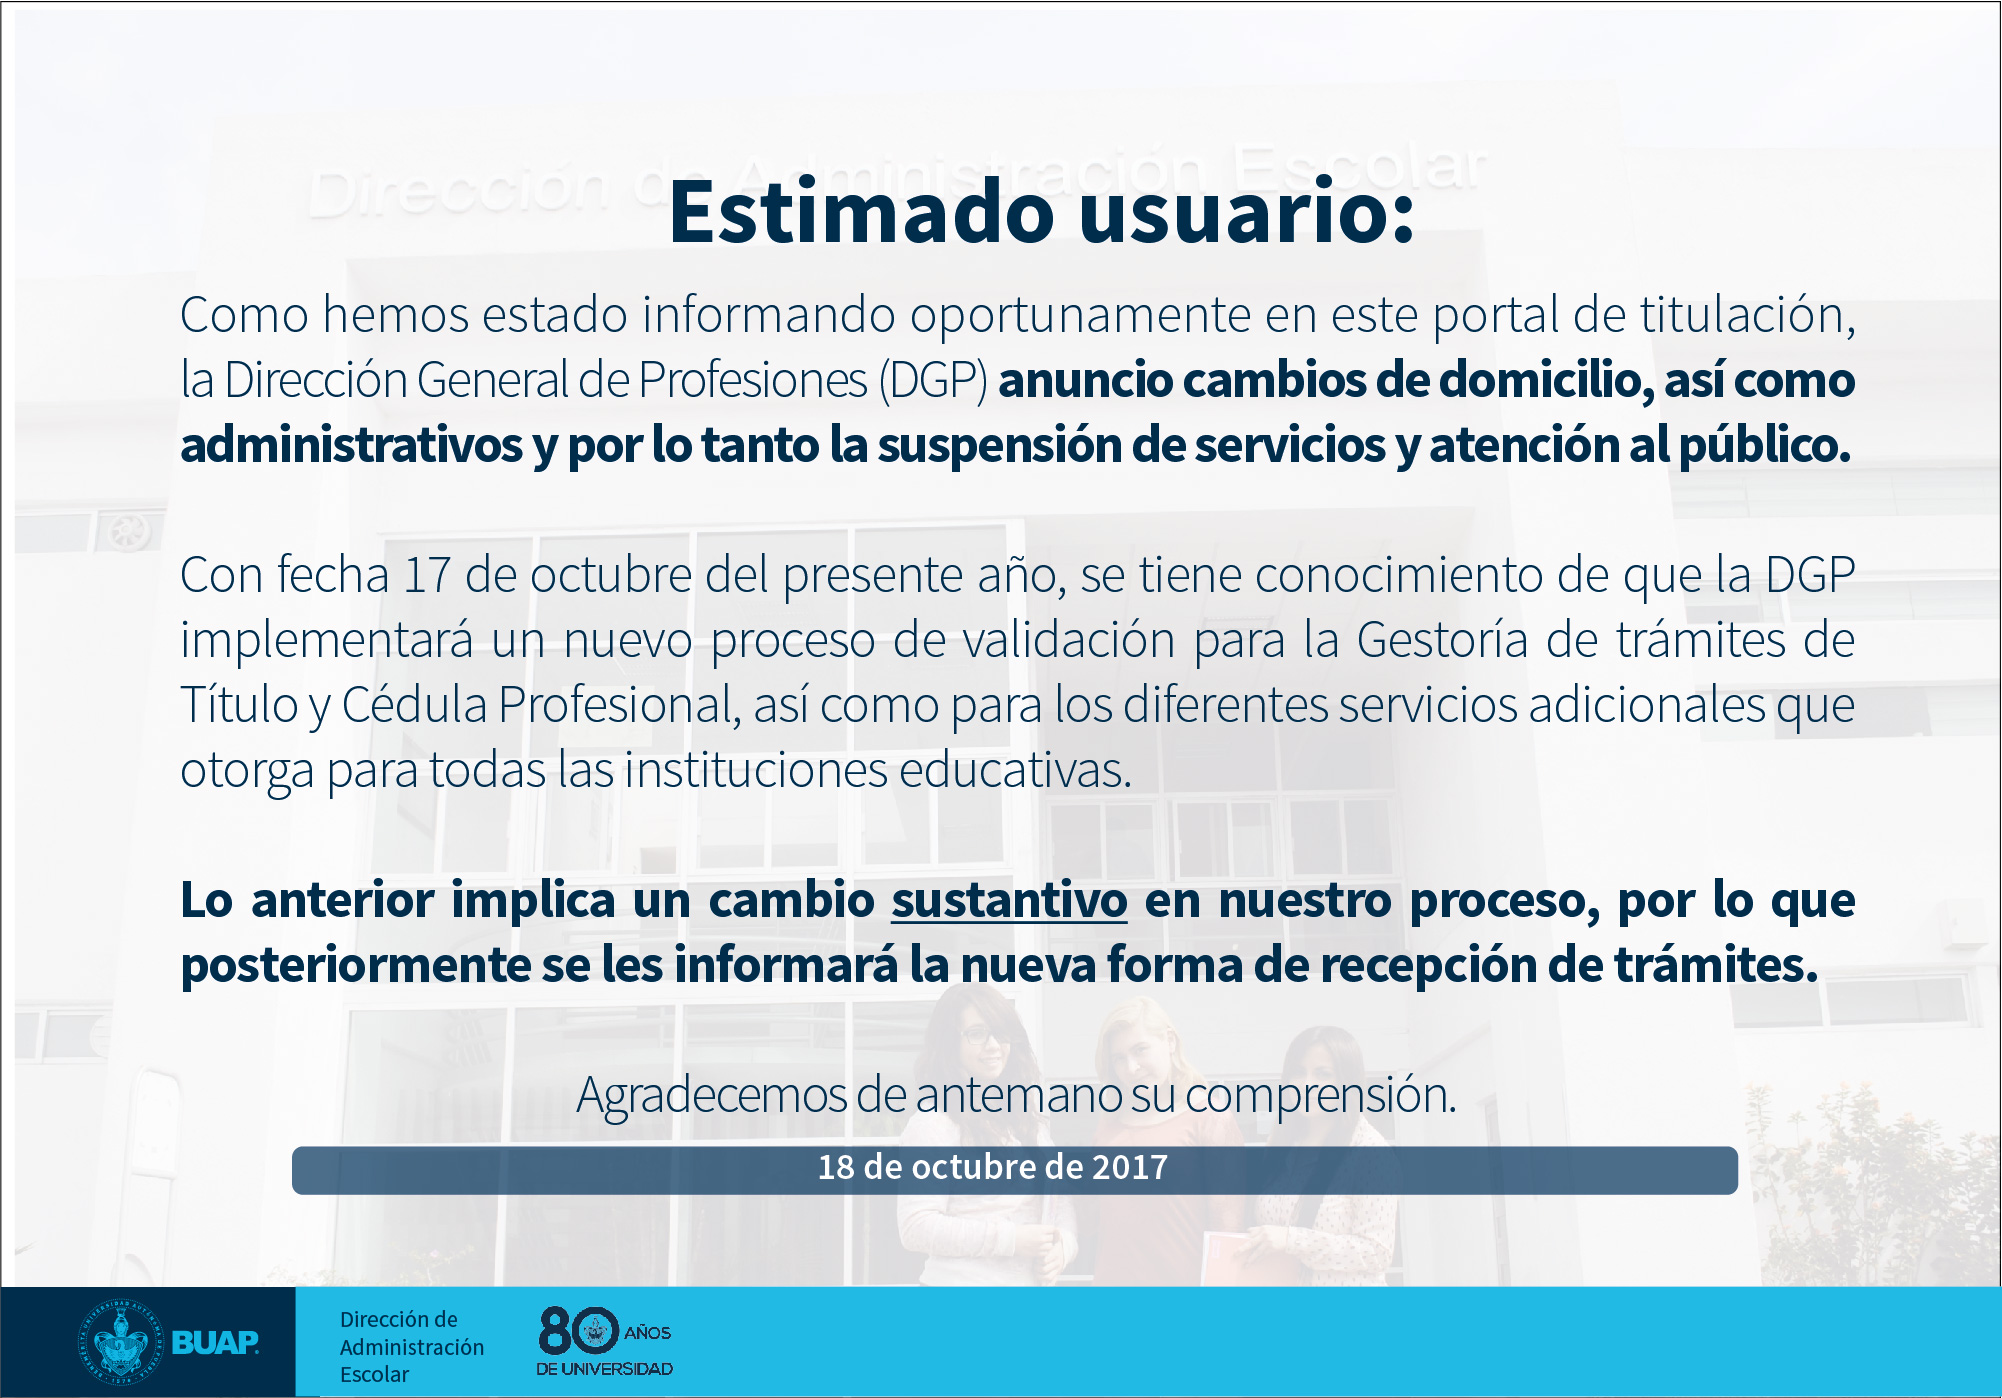 Dirección de Administración Escolar
Estimado usuario:
Como hemos estado informando oportunamente en este portal de titulación,
la Dirección General de Profesiones (DGP) anuncio cambios de domicilio, así como
administrativos y por lo tanto la suspensión de servicios y atención al público.
Con fecha 17 de octubre del presente año, se tiene conocimiento de que la DGP
implementará un nuevo proceso de validación para la Gestoría de trámites de
Título y Cédula Profesional, así como para los diferentes servicios adicionales que
otorga para todas las instituciones educativas.
Lo anterior implica un cambio sustantivo en nuestro proceso, por lo que
posteriormente se les informará la nueva forma de recepción de trámites.
Agradecemos de antemano su comprensión.
18 de octubre de 2017
BUAP
Dirección de
Administración
Escolar
80 AÑOS
DE UNIVERSIDAD